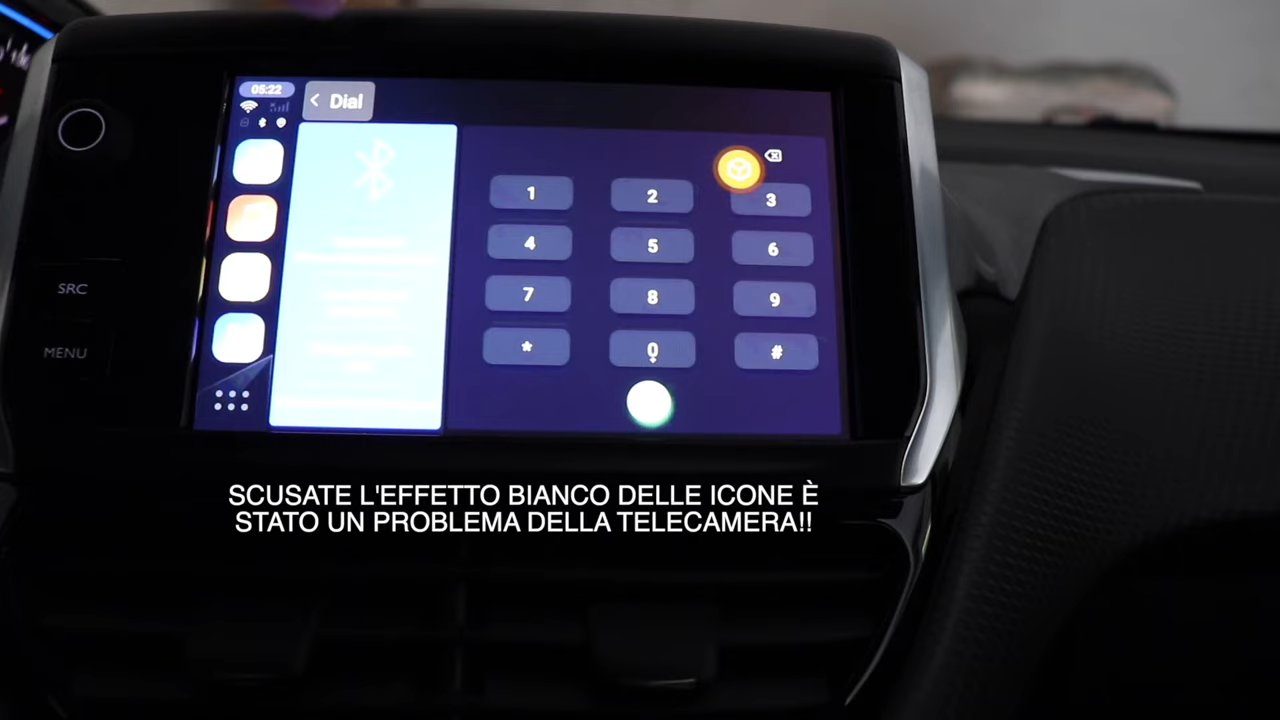 05:22
Dial
1 2 3
4 5 6
7 8 9
* 0 #
SRC
MENU
SCUSATE L'EFFETTO BIANCO DELLE ICONE È
STATO UN PROBLEMA DELLA TELECAMERA!!